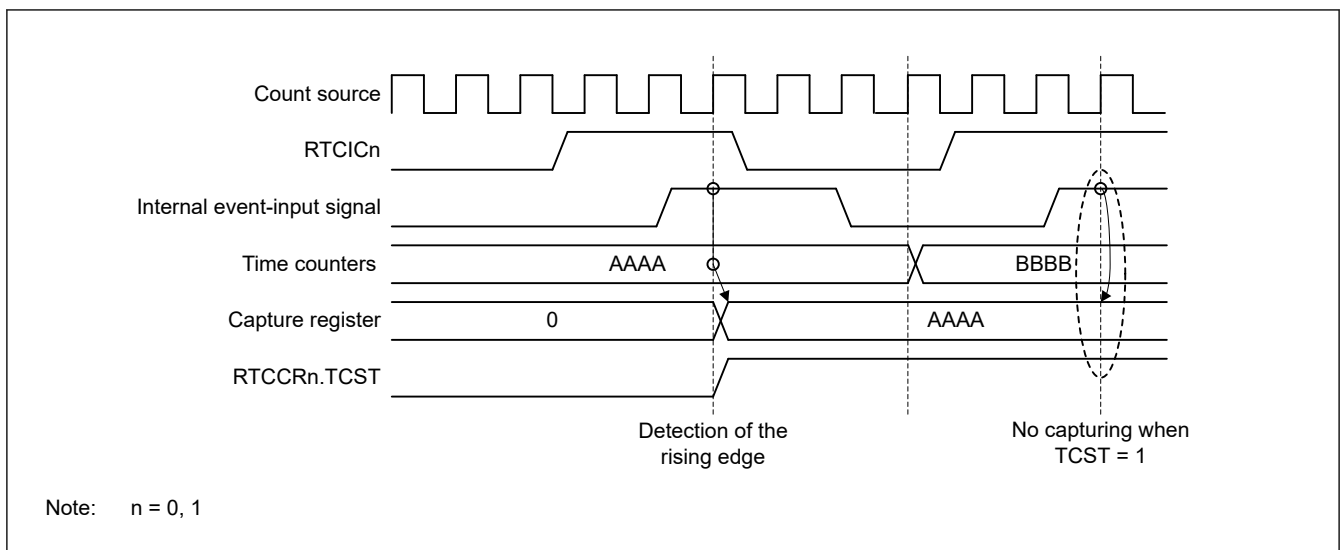 Count source
RTCICn
Internal event-input signal
Time counters
AAAA
BBBB
Capture register
0
AAAA
RTCCRn.TCST
Detection of the
rising edge
No capturing when
TCST = 1
Note: n = 0, 1